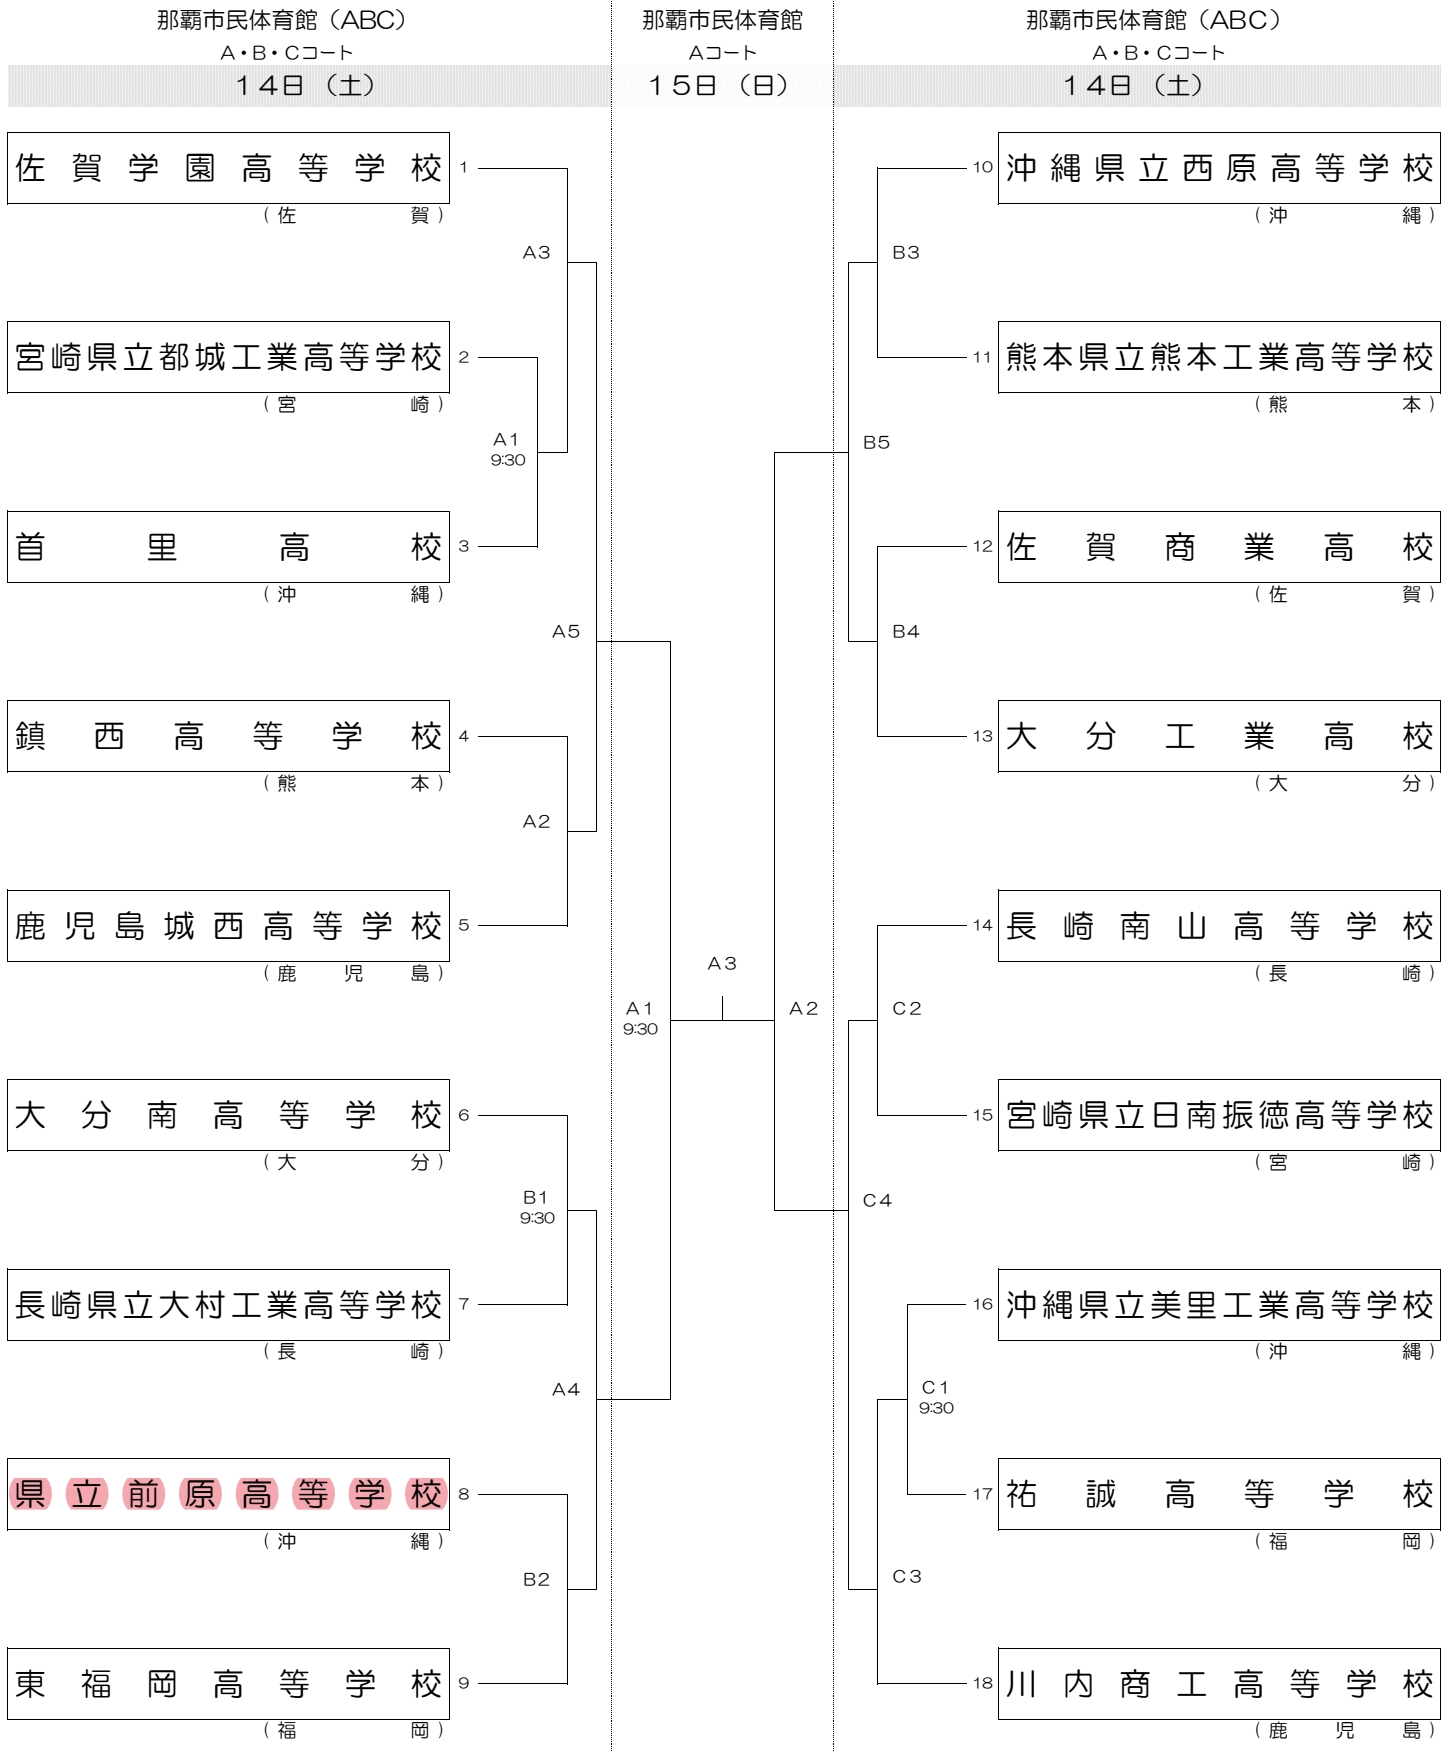 那覇市民体育館（ABC）
A・B・Cコート
１４日（土）
那覇市民体育館
Aコート
１５日（日）
那覇市民体育館（ABC）
A・B・Cコート
１４日（土）
佐賀学園高等学校 1
（佐賀）
A3
宮崎県立都城工業高等学校 2
（宮崎）
A1
9:30
首里高校 3
（沖縄）
A5
鎮西高等学校 4
（熊本）
A2
鹿児島城西高等学校 5
（鹿児島）
大分南高等学校 6
（大分）
B1
9:30
長崎県立大村工業高等学校 7
（長崎）
A4
県立前原高等学校 8
（沖縄）
B2
東福岡高等学校 9
（福岡）
A1
9:30
A3
A2
10 沖縄県立西原高等学校
（沖縄）
B3
11 熊本県立熊本工業高等学校
（熊本）
B5
12 佐賀商業高校
（佐賀）
B4
13 大分工業高校
（大分）
14 長崎南山高等学校
（長崎）
C2
15 宮崎県立日南振徳高等学校
（宮崎）
C4
16 沖縄県立美里工業高等学校
（沖縄）
C1
9:30
17 祐誠高等学校
（福岡）
C3
18 川内商工高等学校
（鹿児島）